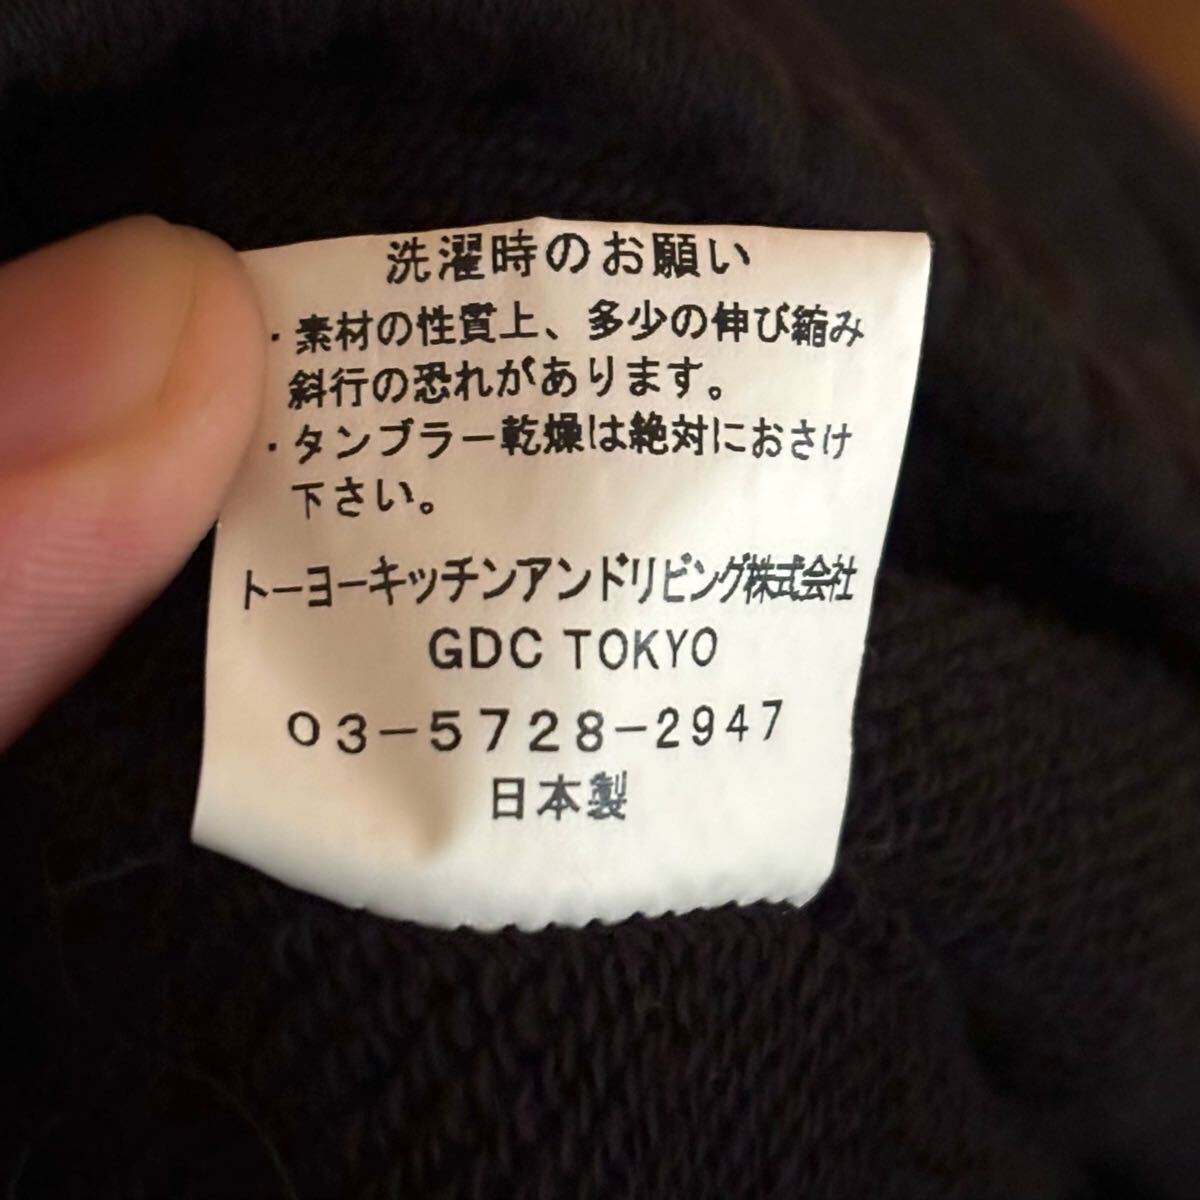 洗濯時のお願い
・素材の性質上、多少の伸び縮み
斜行の恐れがあります。
・タンブラー乾燥は絶対におさけ
下さい。
トーヨーキッチンアンドリビング株式会社
GDC TOKYO
03-5728-2947
日本製